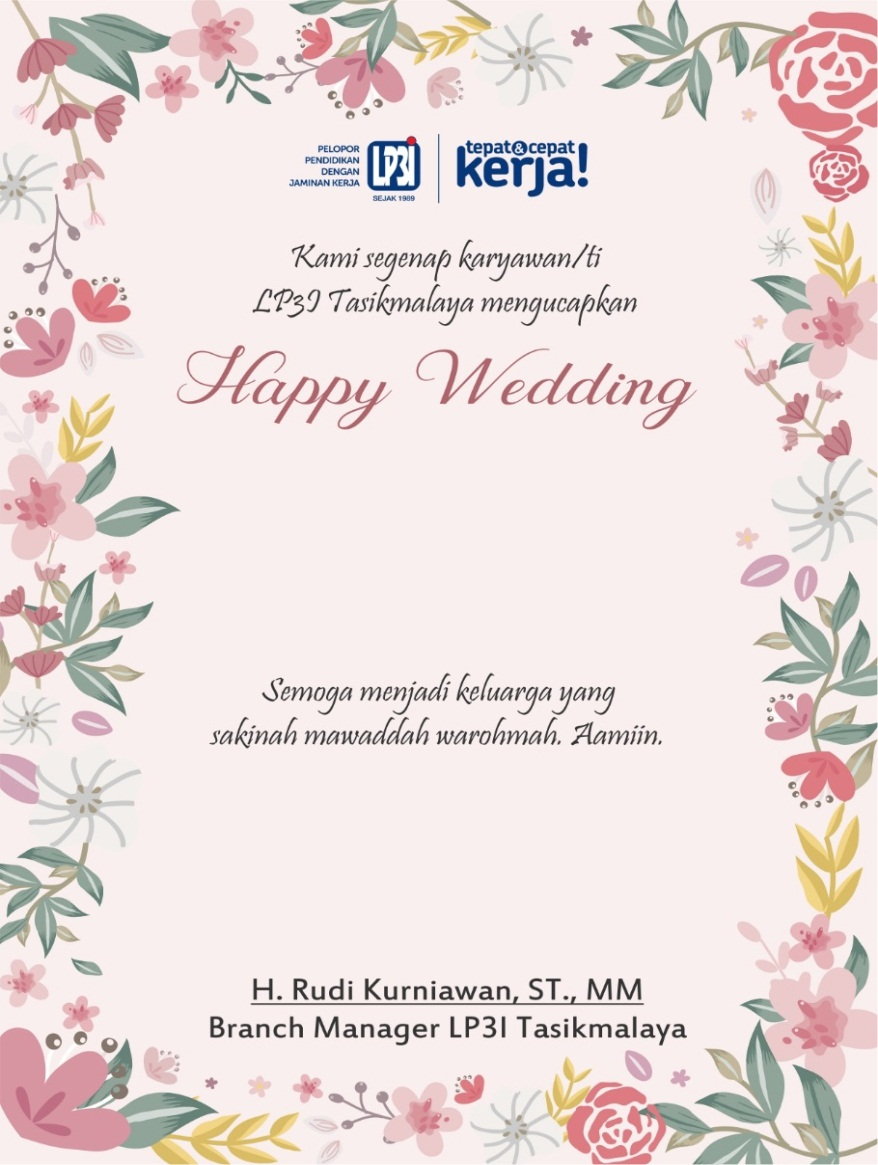 PELOPOR
PENDIDIKAN
DENGAN
JAMINAN KERJA
LP3I
SEJAK 1989
tepat&cepat
kerja!
Kami segenap karyawan/ti
LP3I Tasikmalaya mengucapkan
Happy Wedding
Semoga menjadi keluarga yang
sakinah mawaddah warohmah. Aamiin.
H. Rudi Kurniawan, ST., MM
Branch Manager LP3I Tasikmalaya